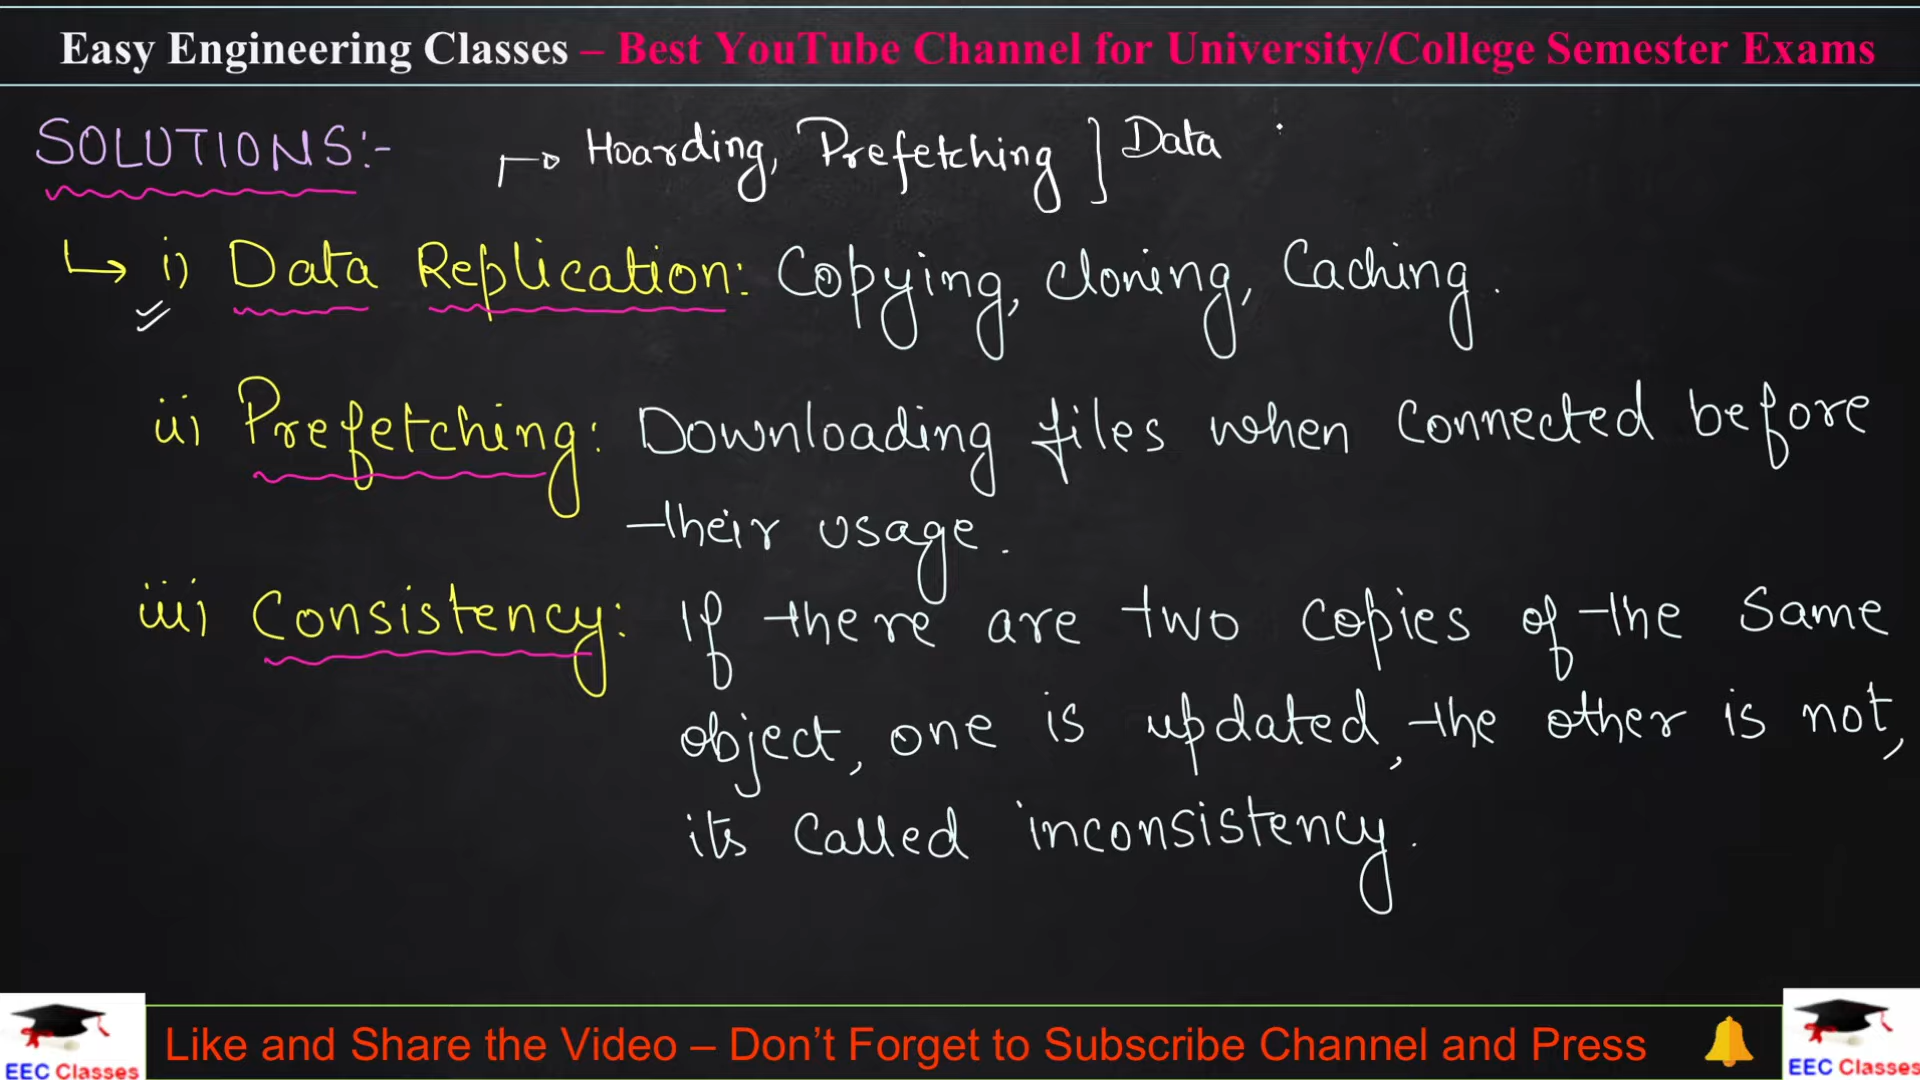 Easy Engineering Classes – Best YouTube Channel for University/College Semester Exams
SOLUTIONS:-
Hoarding, Prefetching ] Data
i) Data Replication: Copying, cloning, Caching.
ii) Prefetching: Downloading files when connected before
their usage.
iii) Consistency: If there are two copies of the same
object, one is updated, the other is not,
its called inconsistency.
Like and Share the Video – Don't Forget to Subscribe Channel and Press
EEC Classes
EEC Classes